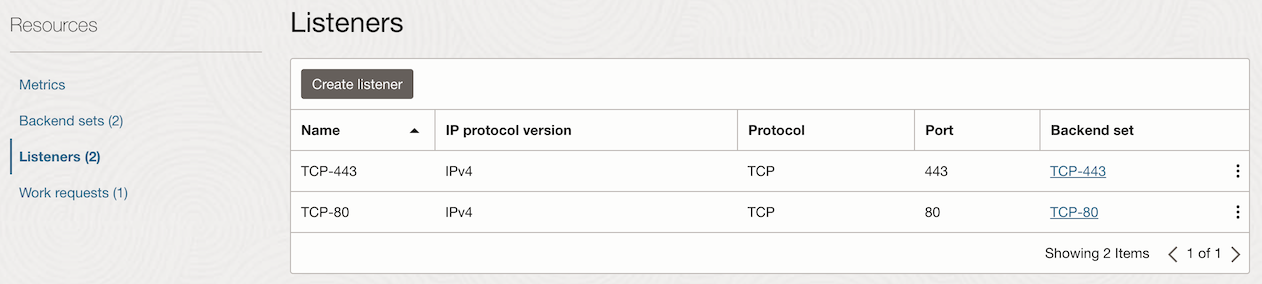 Resources
Metrics
Backend sets (2)
Listeners (2)
Work requests (1)
Listeners
Create listener
Name IP protocol version Protocol Port Backend set
TCP-443 IPv4 TCP 443 TCP-443
TCP-80 IPv4 TCP 80 TCP-80
Showing 2 Items 1 of 1